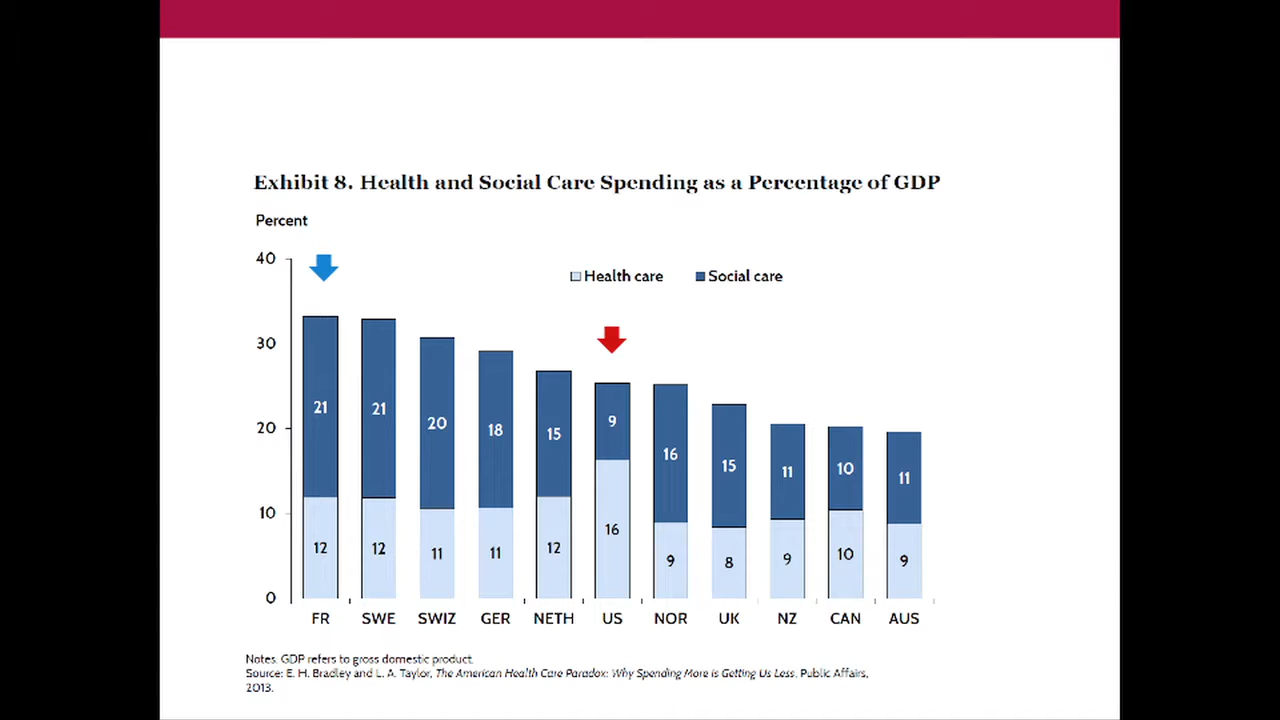 Exhibit 8. Health and Social Care Spending as a Percentage of GDP
Percent
40
Health care Social care
30
21 21 20 18 15 9 16 15 11 10 11
20
10
12 12 11 11 12 16 9 8 9 10 9
0
FR SWE SWIZ GER NETH US NOR UK NZ CAN AUS
Notes. GDP refers to gross domestic product.
Source: E. H. Bradley and L. A. Taylor, The American Health Care Paradox: Why Spending More is Getting Us Less, Public Affairs,
2013.